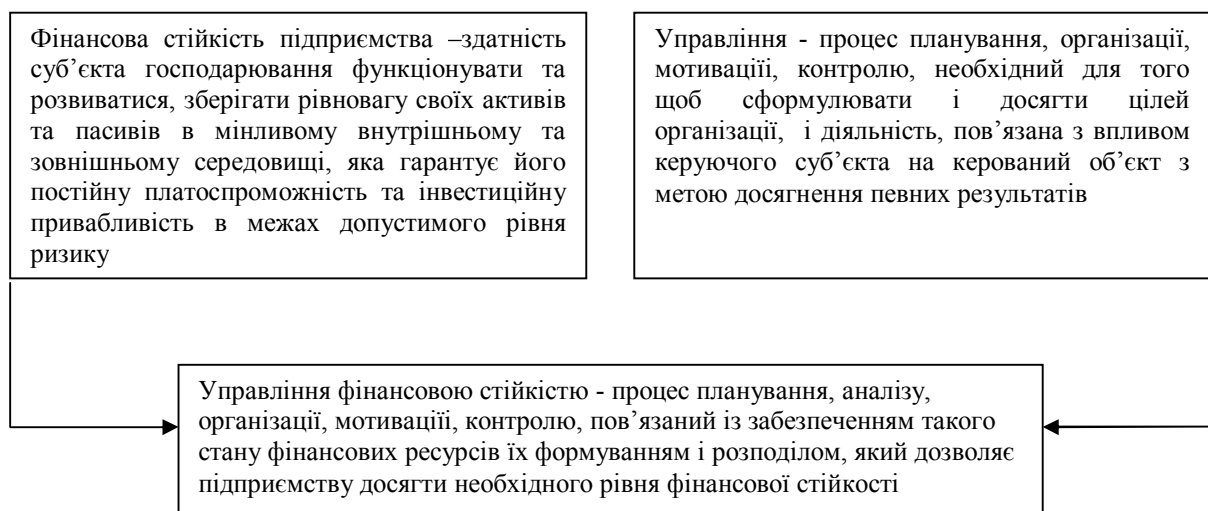 Фінансова стійкість підприємства –здатність
суб’єкта господарювання функціонувати та
розвиватися, зберігати рівновагу своїх активів
та пасивів в мінливому внутрішньому та
зовнішньому середовищі, яка гарантує його
постійну платоспроможність та інвестиційну
привабливість в межах допустимого рівня
ризику
Управління - процес планування, організації,
мотиваціїі, контролю, необхідний для того
щоб сформулювати і досягти цілей
організації, і діяльність, пов’язана з впливом
керуючого суб’єкта на керований об’єкт з
метою досягнення певних результатів
Управління фінансовою стійкістю - процес планування, аналізу,
організації, мотиваціїі, контролю, пов’язаний із забезпеченням такого
стану фінансових ресурсів їх формуванням і розподілом, який дозволяє
підприємству досягти необхідного рівня фінансової стійкості